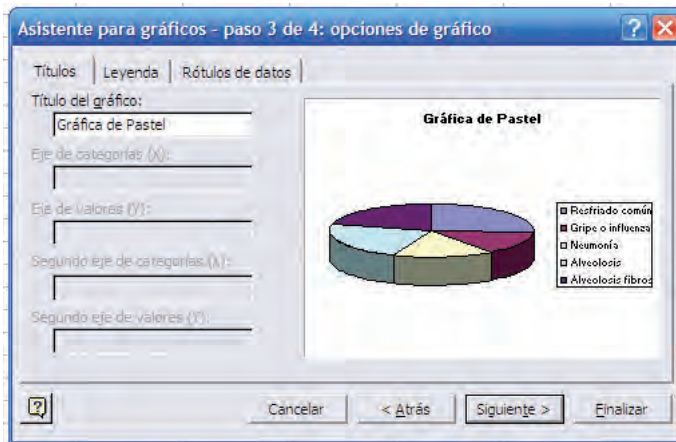 Asistente para gráficos - paso 3 de 4: opciones de gráfico
Títulos
Leyenda
Rótulos de datos
Título del gráfico:
Gráfica de Pastel
Eje de categorías (X):
Eje de valores (Y):
Segundo eje de categorías (X):
Segundo eje de valores (Y):
Gráfica de Pastel
Resfriado común
Gripe o influenza
Neumonía
Alveolosis
Alveolosis fibros
Cancelar
< Atrás
Siguiente >
Finalizar